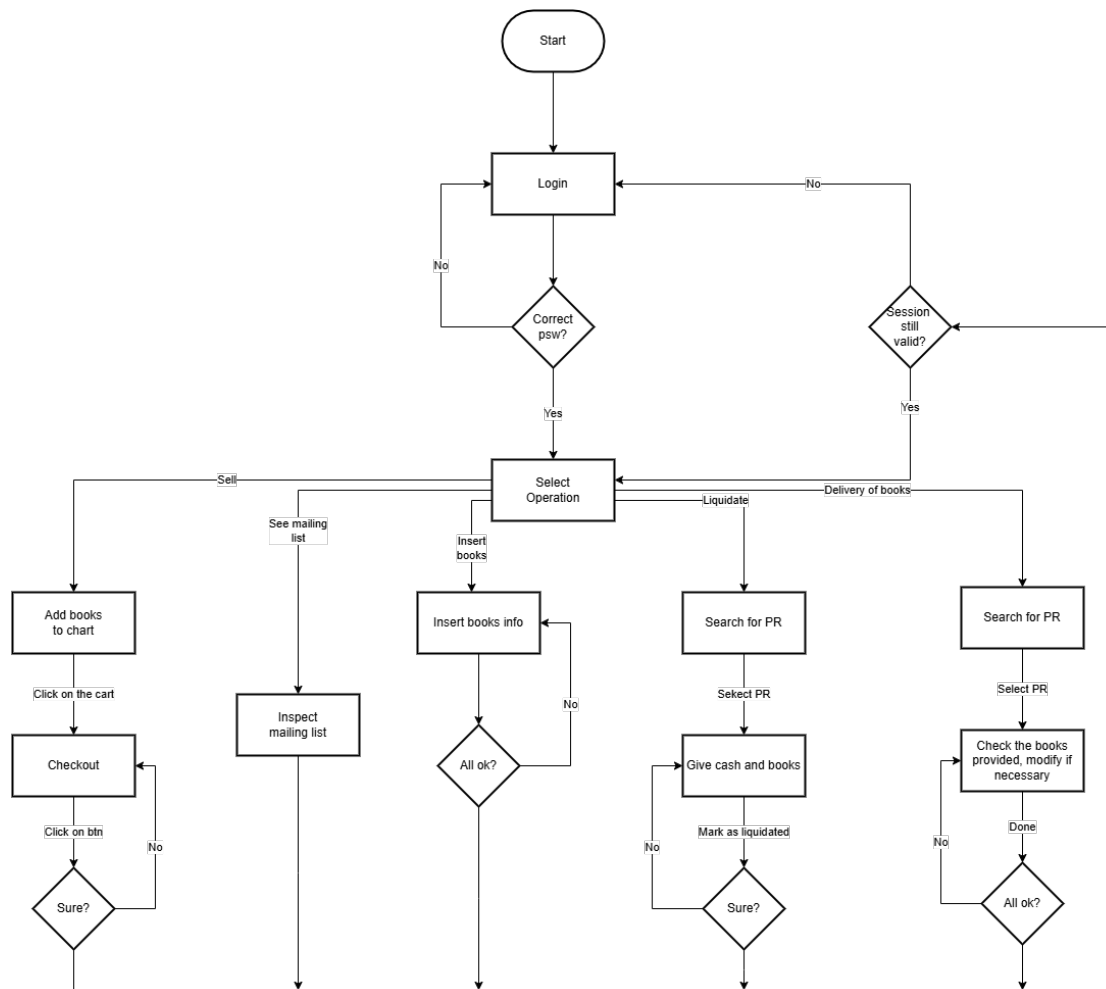 Start
Login
No
No
Correct
psw?
Session
still
valid?
Yes
Yes
Select
Operation
Sell
See mailing
list
Insert
books
Liquidate
Delivery of books
Add books
to chart
Insert books info
Search for PR
Search for PR
Click on the cart
Inspect
mailing list
No
Sekect PR
Select PR
Checkout
All ok?
Give cash and books
Check the books
provided, modify if
necessary
Click on btn
No
Mark as liquidated
No
Done
No
Sure?
Sure?
All ok?